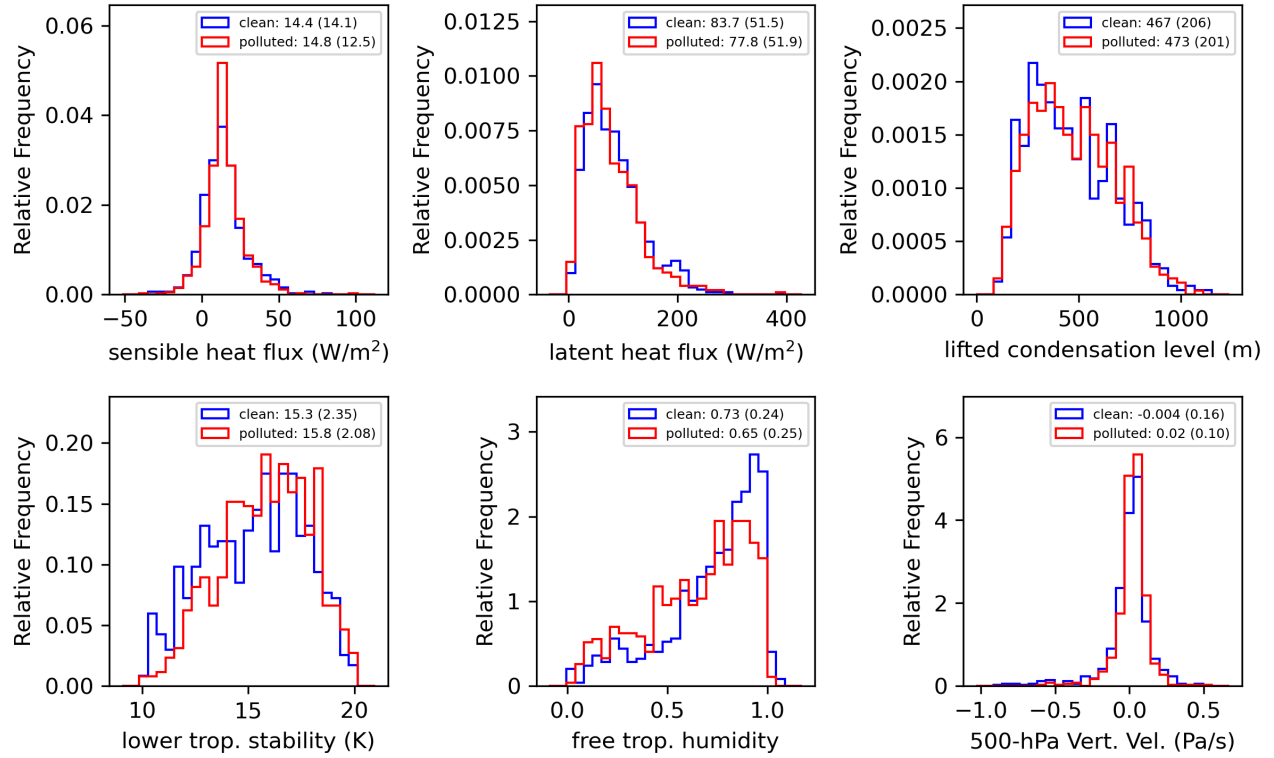 0.06
0.04
0.02
0.00
Relative Frequency
clean: 14.4 (14.1)
polluted: 14.8 (12.5)
−50
0
50
100
sensible heat flux (W/m²)
0.0125
0.0100
0.0075
0.0050
0.0025
0.0000
Relative Frequency
clean: 83.7 (51.5)
polluted: 77.8 (51.9)
0
200
400
latent heat flux (W/m²)
0.0025
0.0020
0.0015
0.0010
0.0005
0.0000
Relative Frequency
clean: 467 (206)
polluted: 473 (201)
0
500
1000
lifted condensation level (m)
0.20
0.15
0.10
0.05
0.00
Relative Frequency
clean: 15.3 (2.35)
polluted: 15.8 (2.08)
10
15
20
lower trop. stability (K)
3
2
1
0
Relative Frequency
clean: 0.73 (0.24)
polluted: 0.65 (0.25)
0.0
0.5
1.0
free trop. humidity
6
4
2
0
Relative Frequency
clean: -0.004 (0.16)
polluted: 0.02 (0.10)
−1.0
−0.5
0.0
0.5
500-hPa Vert. Vel. (Pa/s)